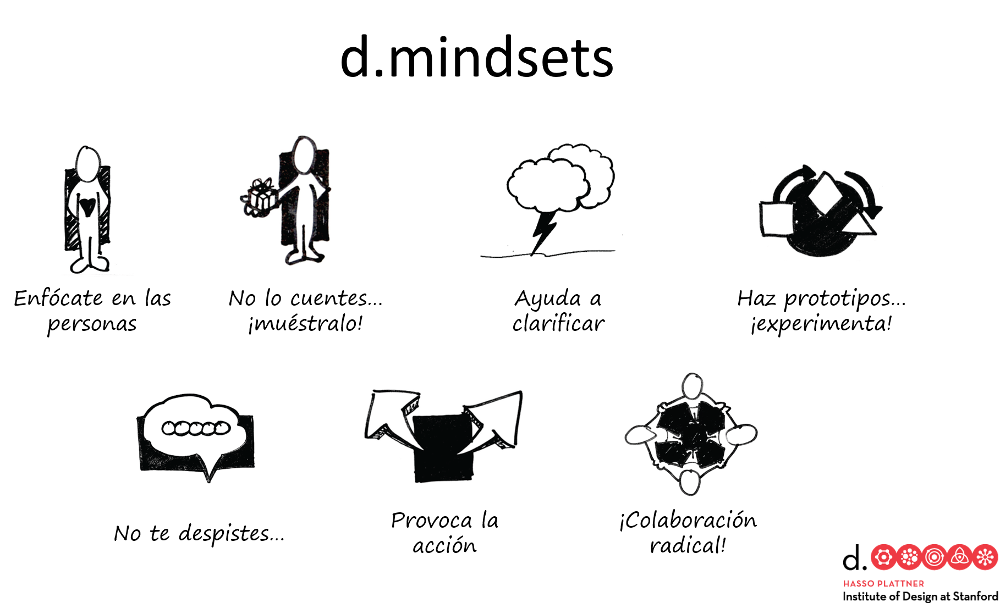 d.mindsets
Enfócate en las
personas
No lo cuentes...
¡muéstralo!
Ayuda a
clarificar
Haz prototipos...
¡experimenta!
No te despistes...
Provoca la
acción
¡Colaboración
radical!
d.
HASSO PLATTNER
Institute of Design at Stanford